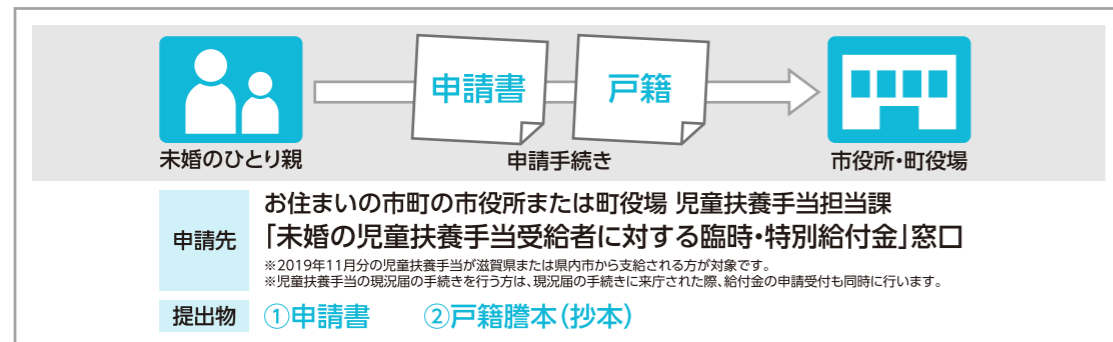 申請書
戸籍
未婚のひとり親
申請手続き
市役所・町役場
申請先
お住まいの市町の市役所または町役場 児童扶養手当担当課
「未婚の児童扶養手当受給者に対する臨時・特別給付金」窓口
※2019年11月分の児童扶養手当が滋賀県または県内市から支給される方が対象です。
※児童扶養手当の現況届の手続きを行う方は、現況届の手続きに来庁された際、給付金の申請受付も同時に行います。
提出物 ①申請書 ②戸籍謄本(抄本)